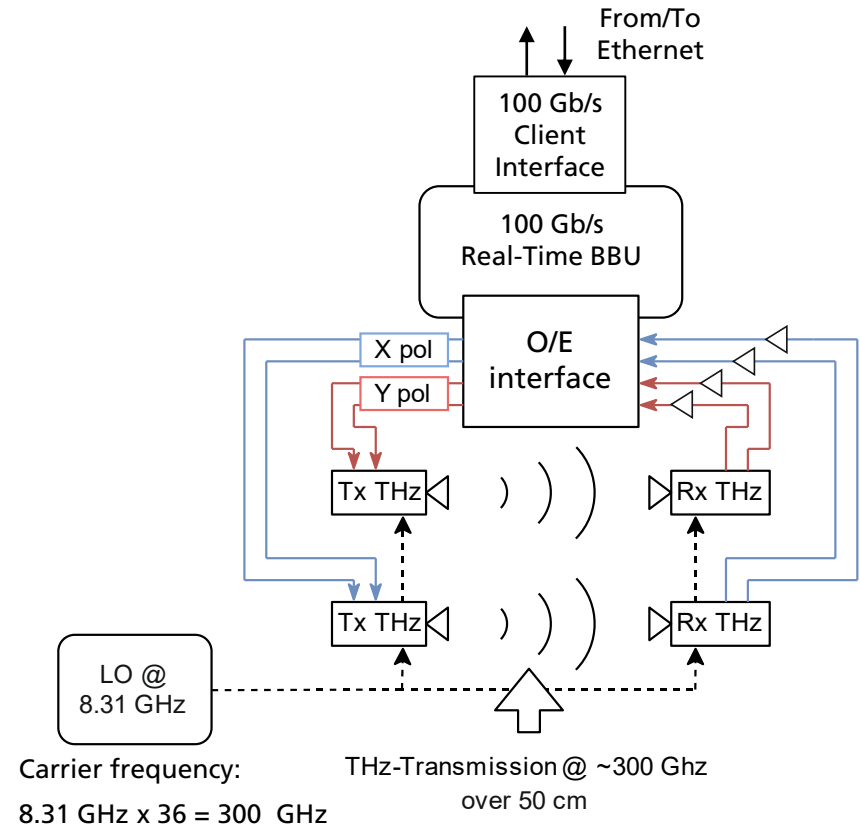 From/To
Ethernet
100 Gb/s
Client
Interface
100 Gb/s
Real-Time BBU
O/E
interface
X pol
Y pol
Tx THz
Rx THz
Tx THz
Rx THz
LO @
8.31 GHz
Carrier frequency:
8.31 GHz x 36 = 300 GHz
THz-Transmission @ ~300 Ghz
over 50 cm